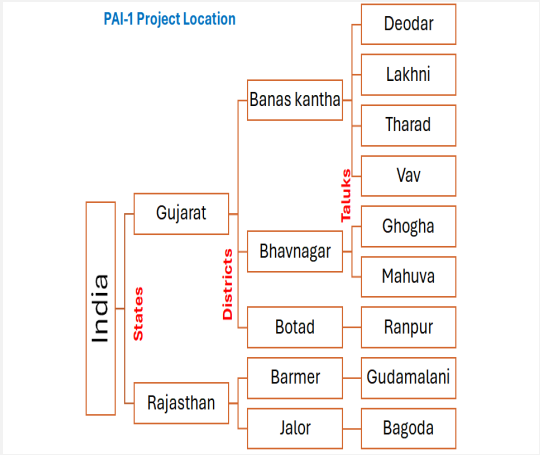 PAI-1 Project Location
India
States
Gujarat
Rajasthan
Districts
Banas kantha
Bhavnagar
Botad
Barmer
Jalor
Taluks
Deodar
Lakhni
Tharad
Vav
Ghogha
Mahuva
Ranpur
Gudamalani
Bagoda